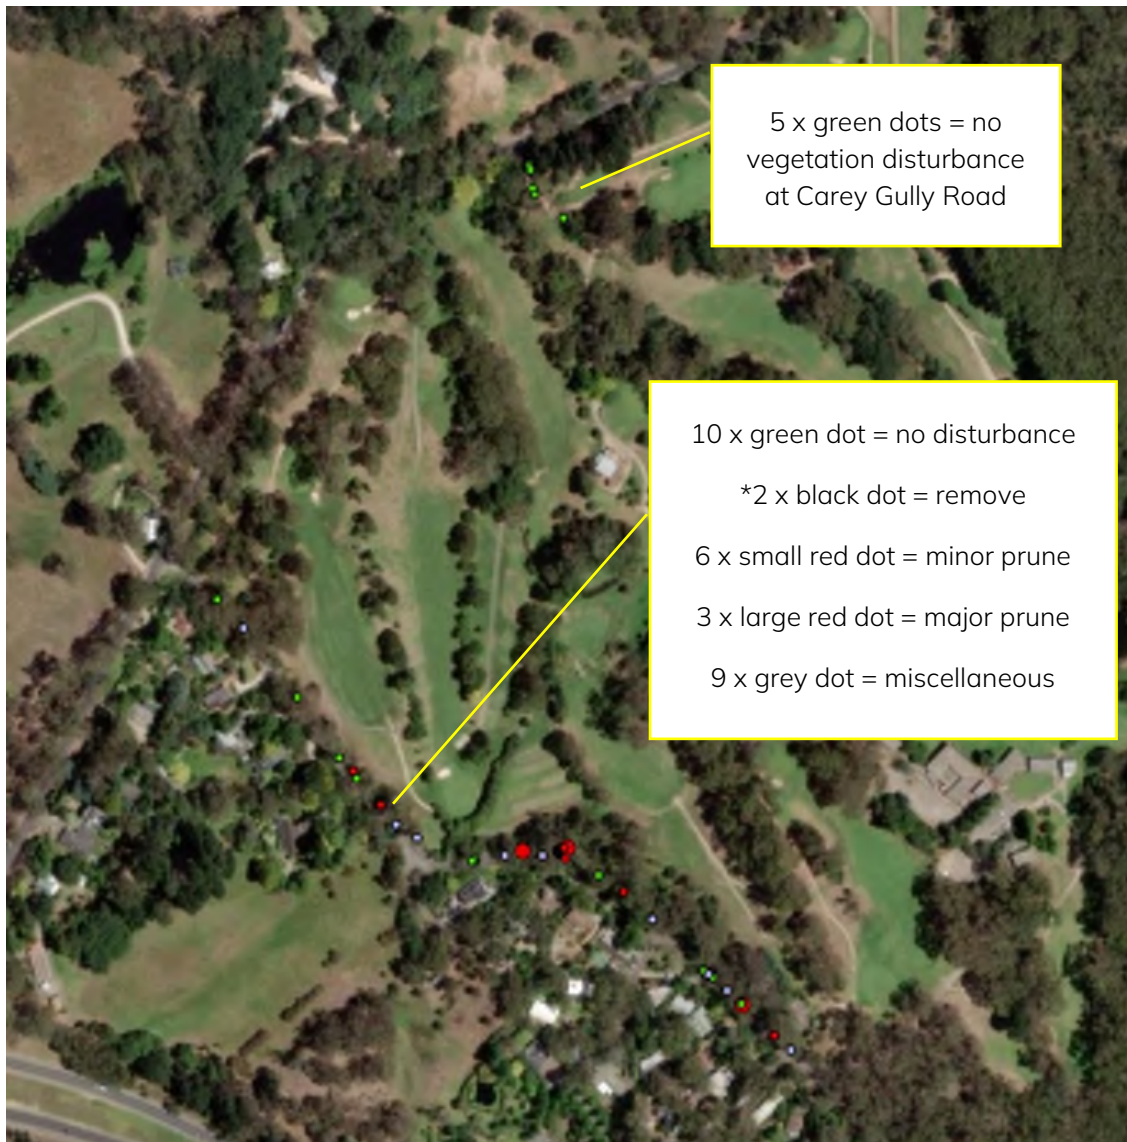 5 x green dots = no
vegetation disturbance
at Carey Gully Road
10 x green dot = no disturbance
*2 x black dot = remove
6 x small red dot = minor prune
3 x large red dot = major prune
9 x grey dot = miscellaneous